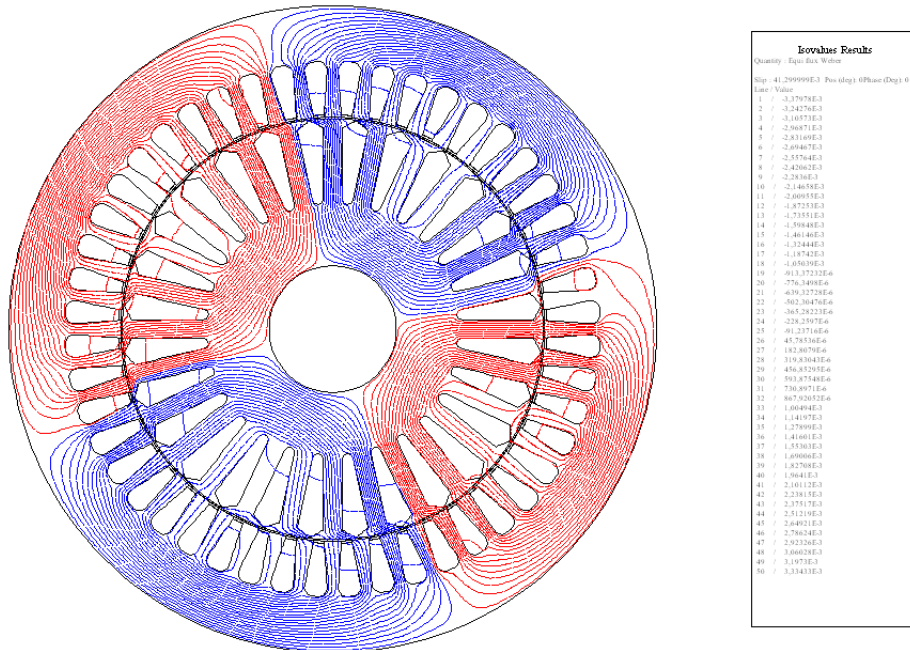 Isovalues Results
Quantity : Equi flux Weber
Slip : 41,299999E-3 Pos (deg): 0 Phase (Deg): 0
Line / Value
1 / -3,37978E-3
2 / -3,24276E-3
3 / -3,10573E-3
4 / -2,96871E-3
5 / -2,83169E-3
6 / -2,69467E-3
7 / -2,55764E-3
8 / -2,42062E-3
9 / -2,2836E-3
10 / -2,14658E-3
11 / -2,00955E-3
12 / -1,87253E-3
13 / -1,73551E-3
14 / -1,59848E-3
15 / -1,46146E-3
16 / -1,32444E-3
17 / -1,18742E-3
18 / -1,05039E-3
19 / -913,37232E-6
20 / -776,3498E-6
21 / -639,32728E-6
22 / -502,30476E-6
23 / -365,28223E-6
24 / -228,2597E-6
25 / -91,23716E-6
26 / 45,78536E-6
27 / 182,8079E-6
28 / 319,83043E-6
29 / 456,85295E-6
30 / 593,87548E-6
31 / 730,8971E-6
32 / 867,92052E-6
33 / 1,00494E-3
34 / 1,14197E-3
35 / 1,27899E-3
36 / 1,41601E-3
37 / 1,55303E-3
38 / 1,69006E-3
39 / 1,82708E-3
40 / 1,9641E-3
41 / 2,10112E-3
42 / 2,23815E-3
43 / 2,37517E-3
44 / 2,51219E-3
45 / 2,64921E-3
46 / 2,78624E-3
47 / 2,92326E-3
48 / 3,06028E-3
49 / 3,1973E-3
50 / 3,33433E-3